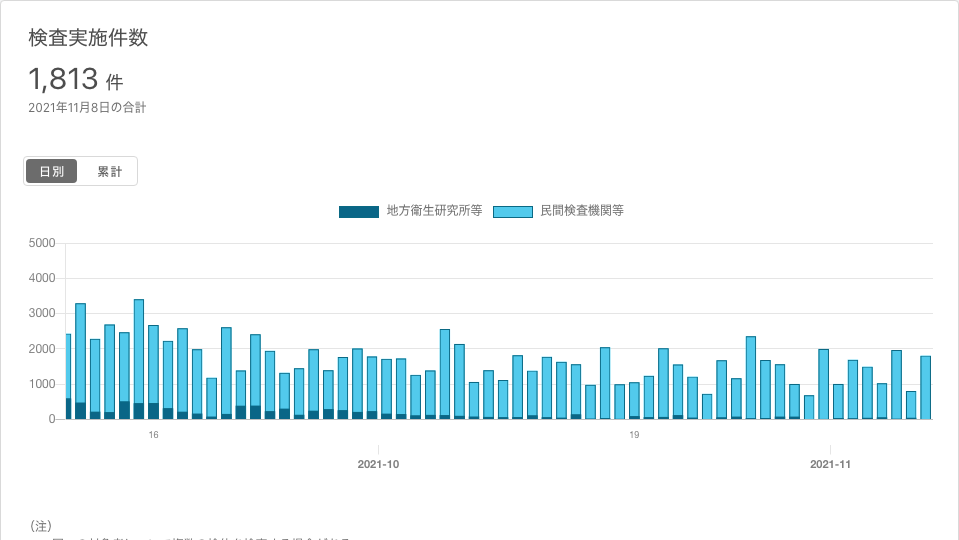 検査実施件数
1,813 件
2021年11月8日の合計
日別 累計
地方衛生研究所等 民間検査機関等
5000
4000
3000
2000
1000
0
16 19
2021-10 2021-11
（注）